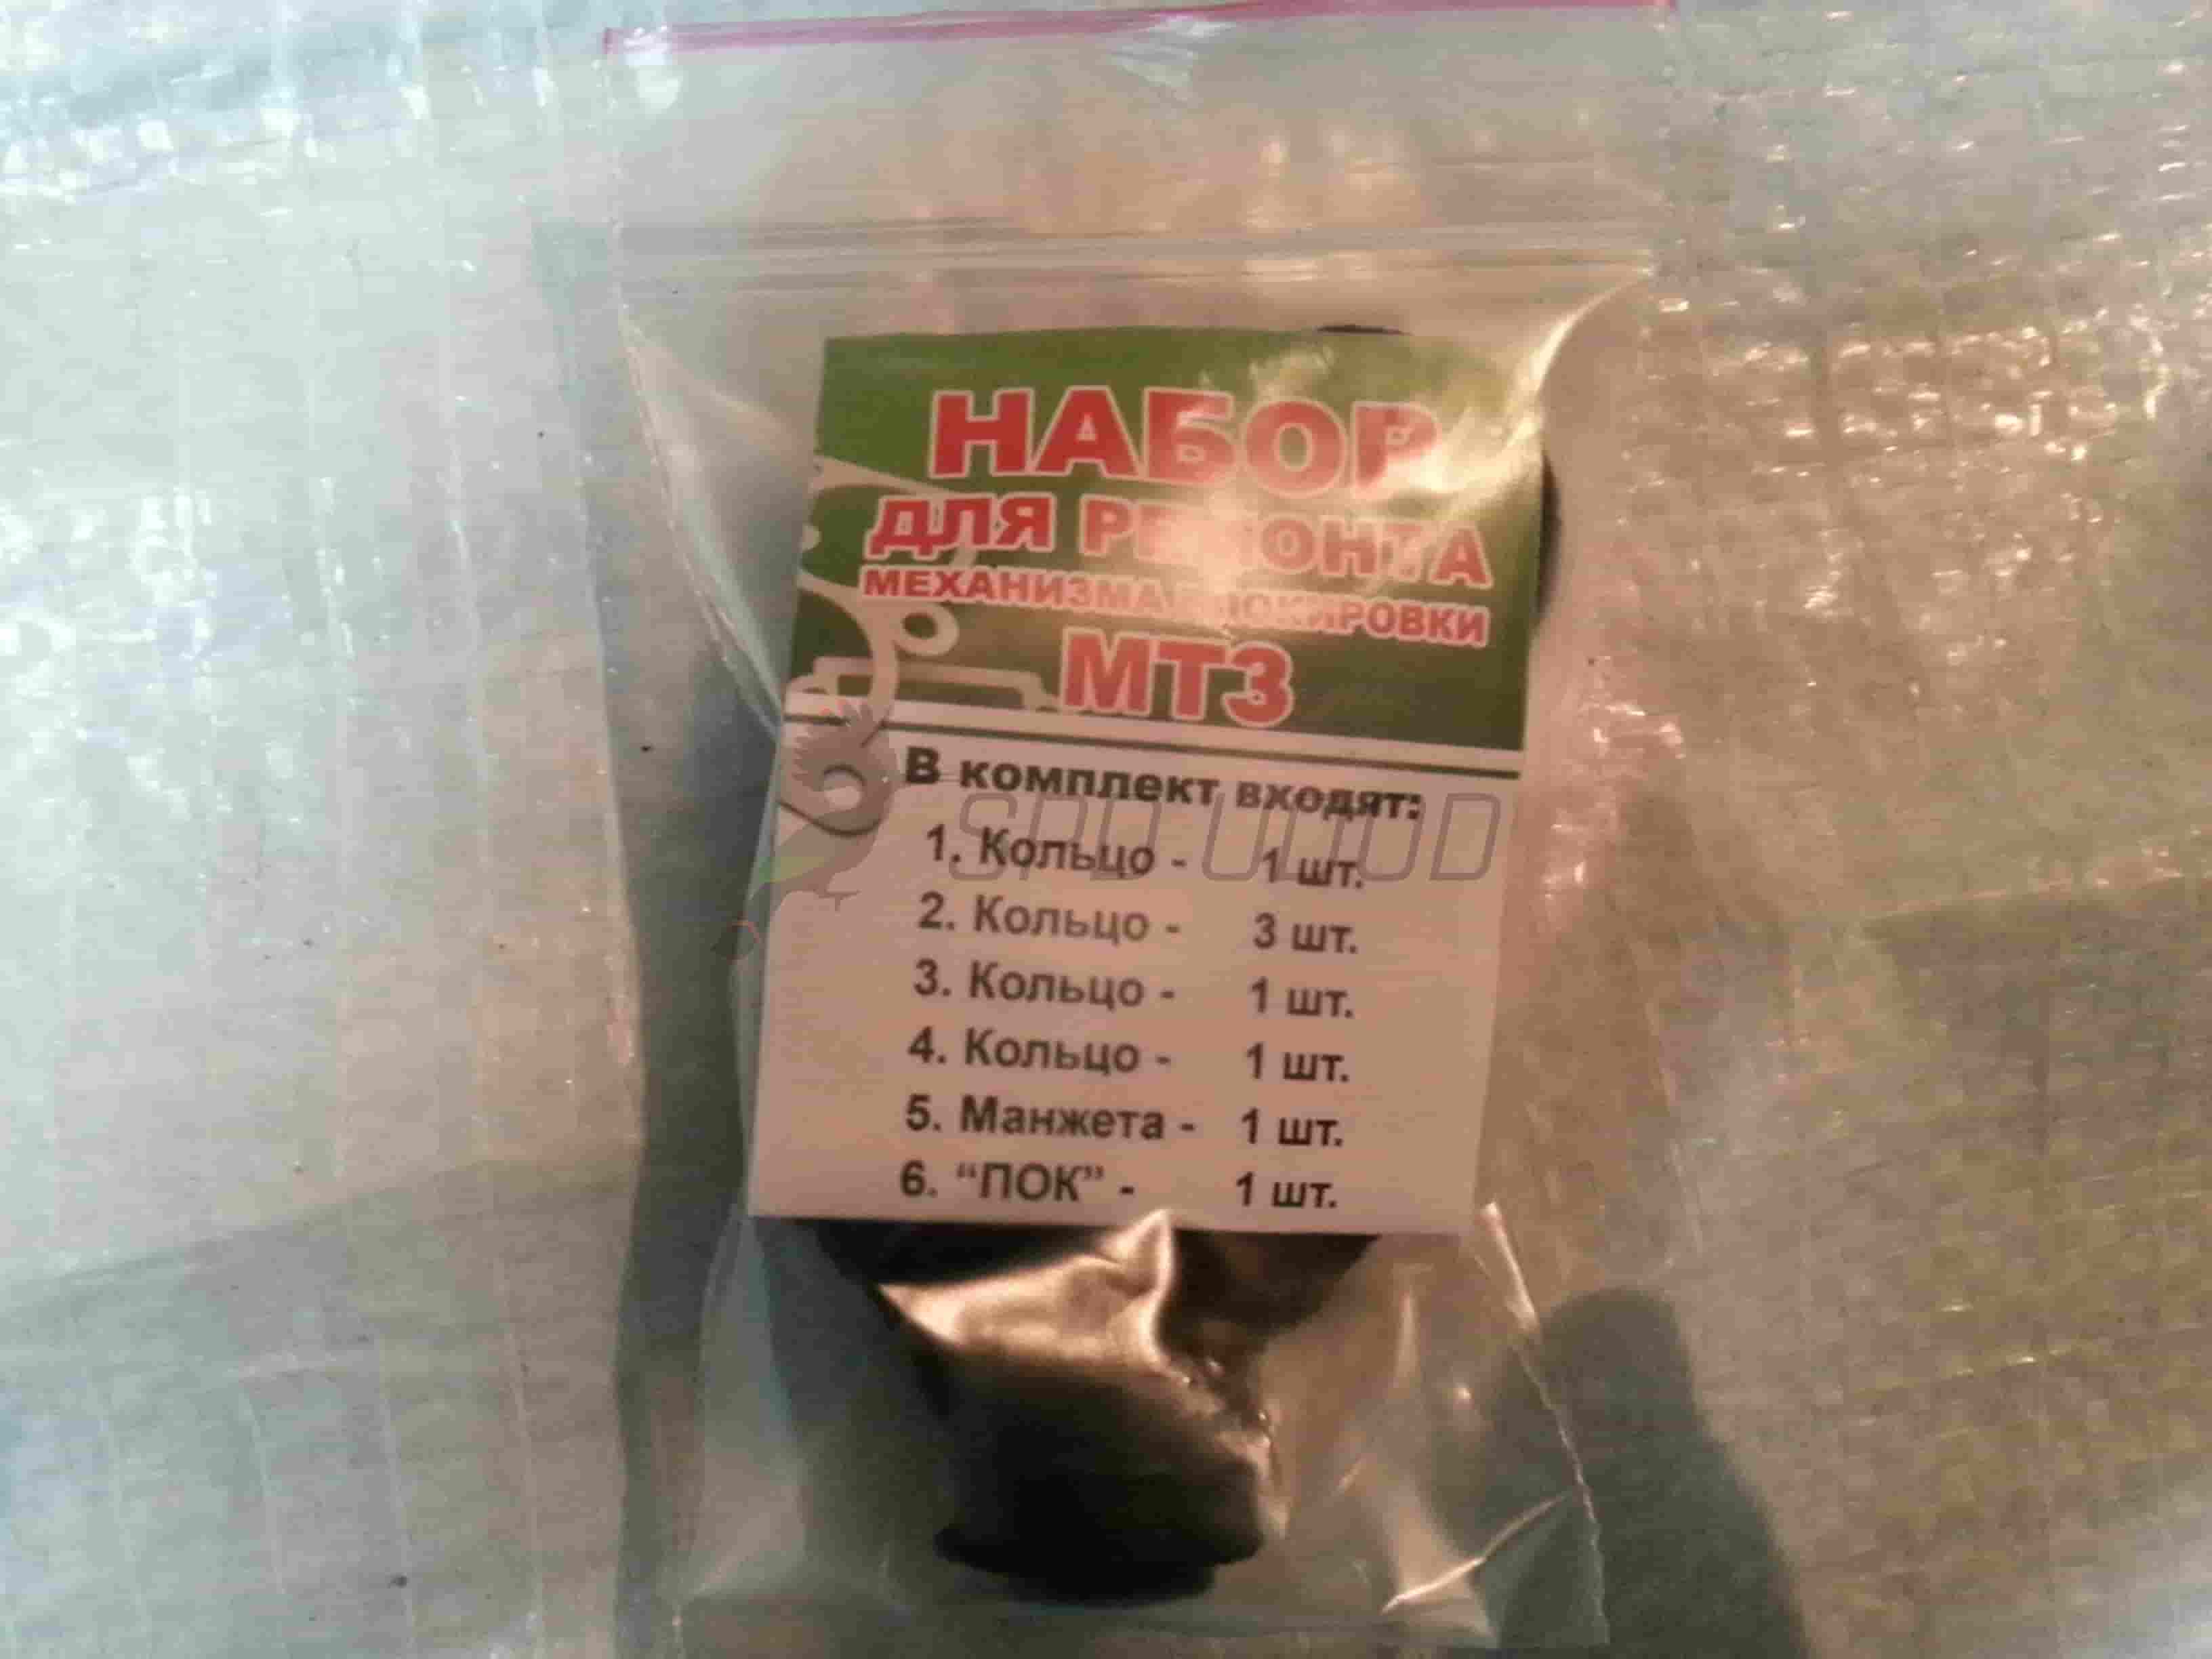 НАБОР
ДЛЯ РЕМОНТА
МЕХАНИЗМА БЛОКИРОВКИ
МТЗ
В комплект входят:
1. Кольцо - 1 шт.
2. Кольцо - 3 шт.
3. Кольцо - 1 шт.
4. Кольцо - 1 шт.
5. Манжета - 1 шт.
6. “ПОК” - 1 шт.